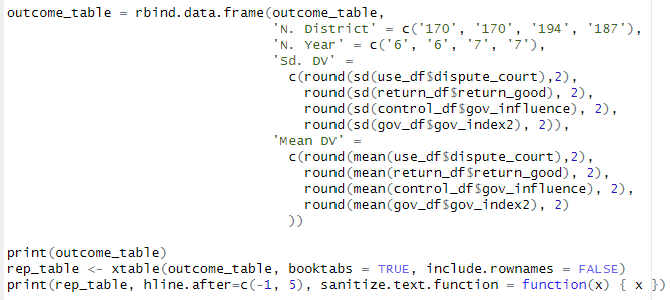 outcome_table = rbind.data.frame(outcome_table,
'N. District' = c('170', '170', '194', '187'),
'N. Year' = c('6', '6', '7', '7'),
'Sd. DV' =
c(round(sd(use_df$dispute_court),2),
round(sd(return_df$return_good), 2),
round(sd(control_df$gov_influence), 2),
round(sd(gov_df$gov_index2), 2)),
'Mean DV' =
c(round(mean(use_df$dispute_court),2),
round(mean(return_df$return_good), 2),
round(mean(control_df$gov_influence), 2),
round(mean(gov_df$gov_index2), 2)
))
print(outcome_table)
rep_table <- xtable(outcome_table, booktabs = TRUE, include.rownames = FALSE)
print(rep_table, hline.after=c(-1, 5), sanitize.text.function = function(x) { x })